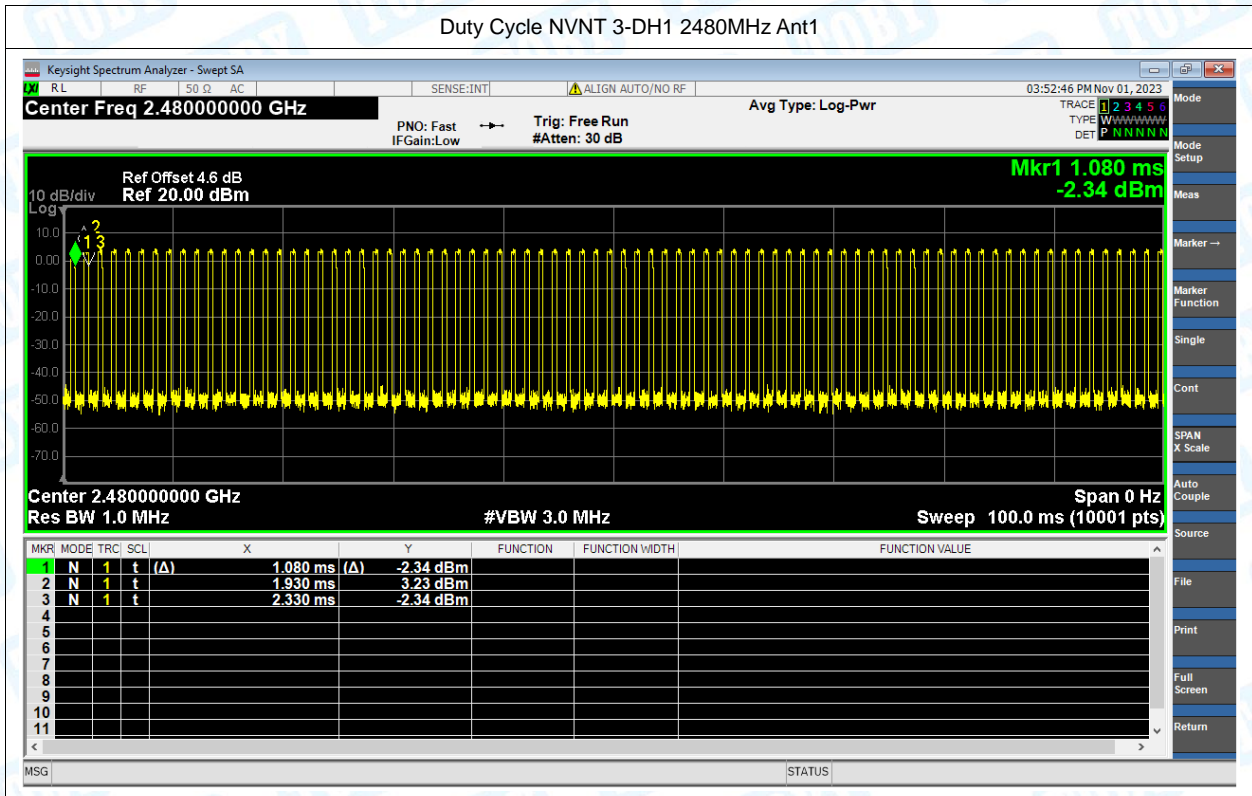 Duty Cycle NVNT 3-DH1 2480MHz Ant1
Keysight Spectrum Analyzer - Swept SA
LXI RL RF 50 Ω AC SENSE:INT ALIGN AUTO/NO RF 03:52:46 PM Nov 01, 2023
Center Freq 2.480000000 GHz
Avg Type: Log-Pwr
TRACE 1 2 3 4 5 6
TYPE WWWWWW
DET P N N N N N
PNO: Fast
IFGain:Low
Trig: Free Run
#Atten: 30 dB
Mkr1 1.080 ms
-2.34 dBm
Ref Offset 4.6 dB
10 dB/div Ref 20.00 dBm
Log
10.0
0.00
-10.0
-20.0
-30.0
-40.0
-50.0
-60.0
-70.0
2
1 3
Center 2.480000000 GHz Span 0 Hz
Res BW 1.0 MHz #VBW 3.0 MHz Sweep 100.0 ms (10001 pts)
MKR MODE TRC SCL X Y FUNCTION FUNCTION WIDTH FUNCTION VALUE
1 N 1 t (Δ) 1.080 ms (Δ) -2.34 dBm
2 N 1 t 1.930 ms 3.23 dBm
3 N 1 t 2.330 ms -2.34 dBm
4
5
6
7
8
9
10
11
MSG STATUS
Mode
Mode Setup
Meas
Marker →
Marker Function
Single
Cont
SPAN X Scale
Auto Couple
Source
File
Print
Full Screen
Return
TOBY